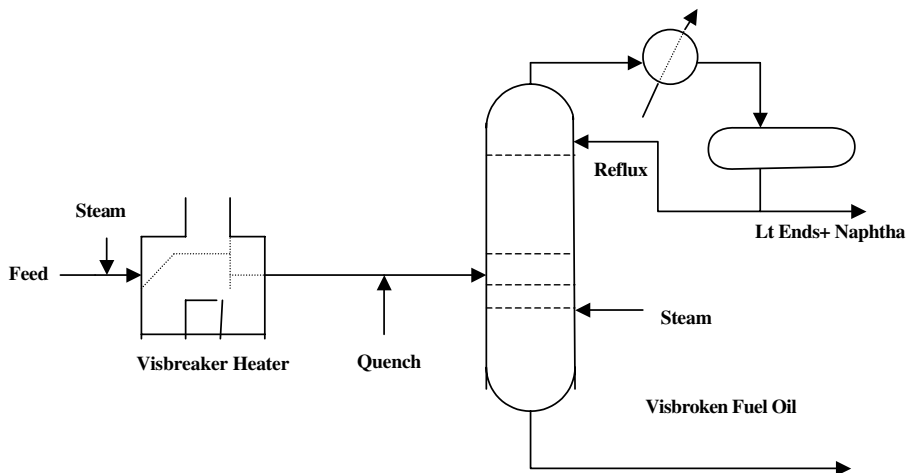 Steam
Feed
Visbreaker Heater
Quench
Reflux
Lt Ends+ Naphtha
Steam
Visbroken Fuel Oil